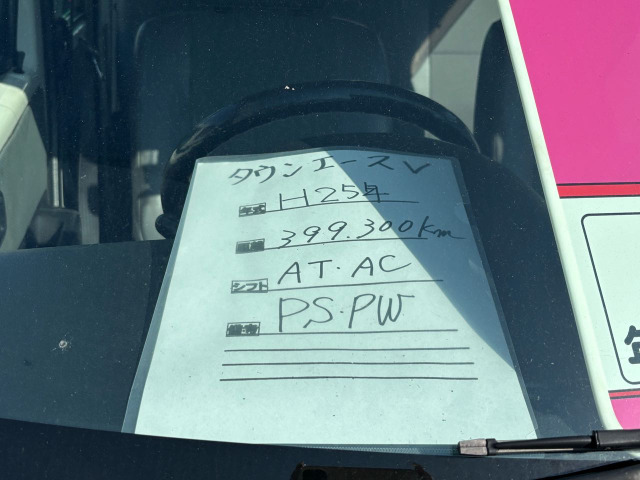 タウンエースV
年式 H25年
距離 399.300km
シフト AT・AC
備考 PS・PW